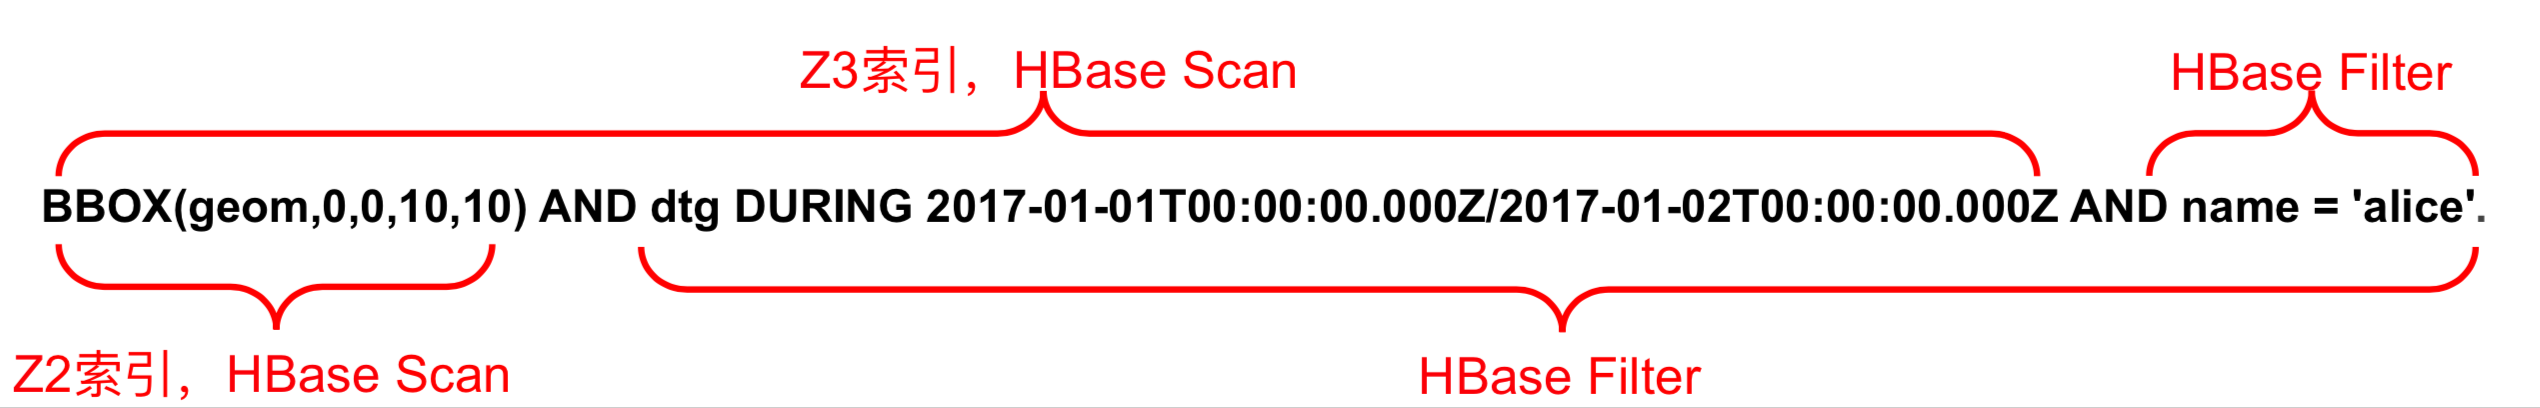 Z3索引，HBase Scan
HBase Filter
BBOX(geom,0,0,10,10) AND dtg DURING 2017-01-01T00:00:00.000Z/2017-01-02T00:00:00.000Z AND name = 'alice'.
Z2索引，HBase Scan
HBase Filter